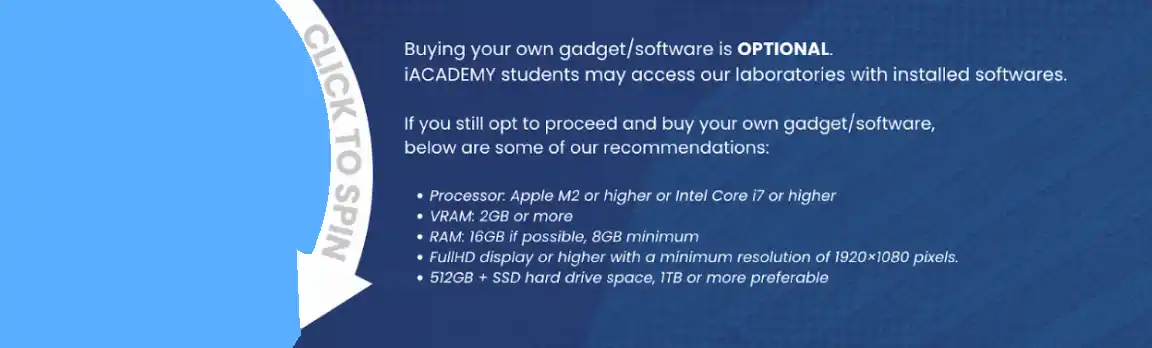 CLICK TO SPIN
Buying your own gadget/software is OPTIONAL.
iACADEMY students may access our laboratories with installed softwares.
If you still opt to proceed and buy your own gadget/software,
below are some of our recommendations:
• Processor: Apple M2 or higher or Intel Core i7 or higher
• VRAM: 2GB or more
• RAM: 16GB if possible, 8GB minimum
• FullHD display or higher with a minimum resolution of 1920×1080 pixels.
• 512GB + SSD hard drive space, 1TB or more preferable